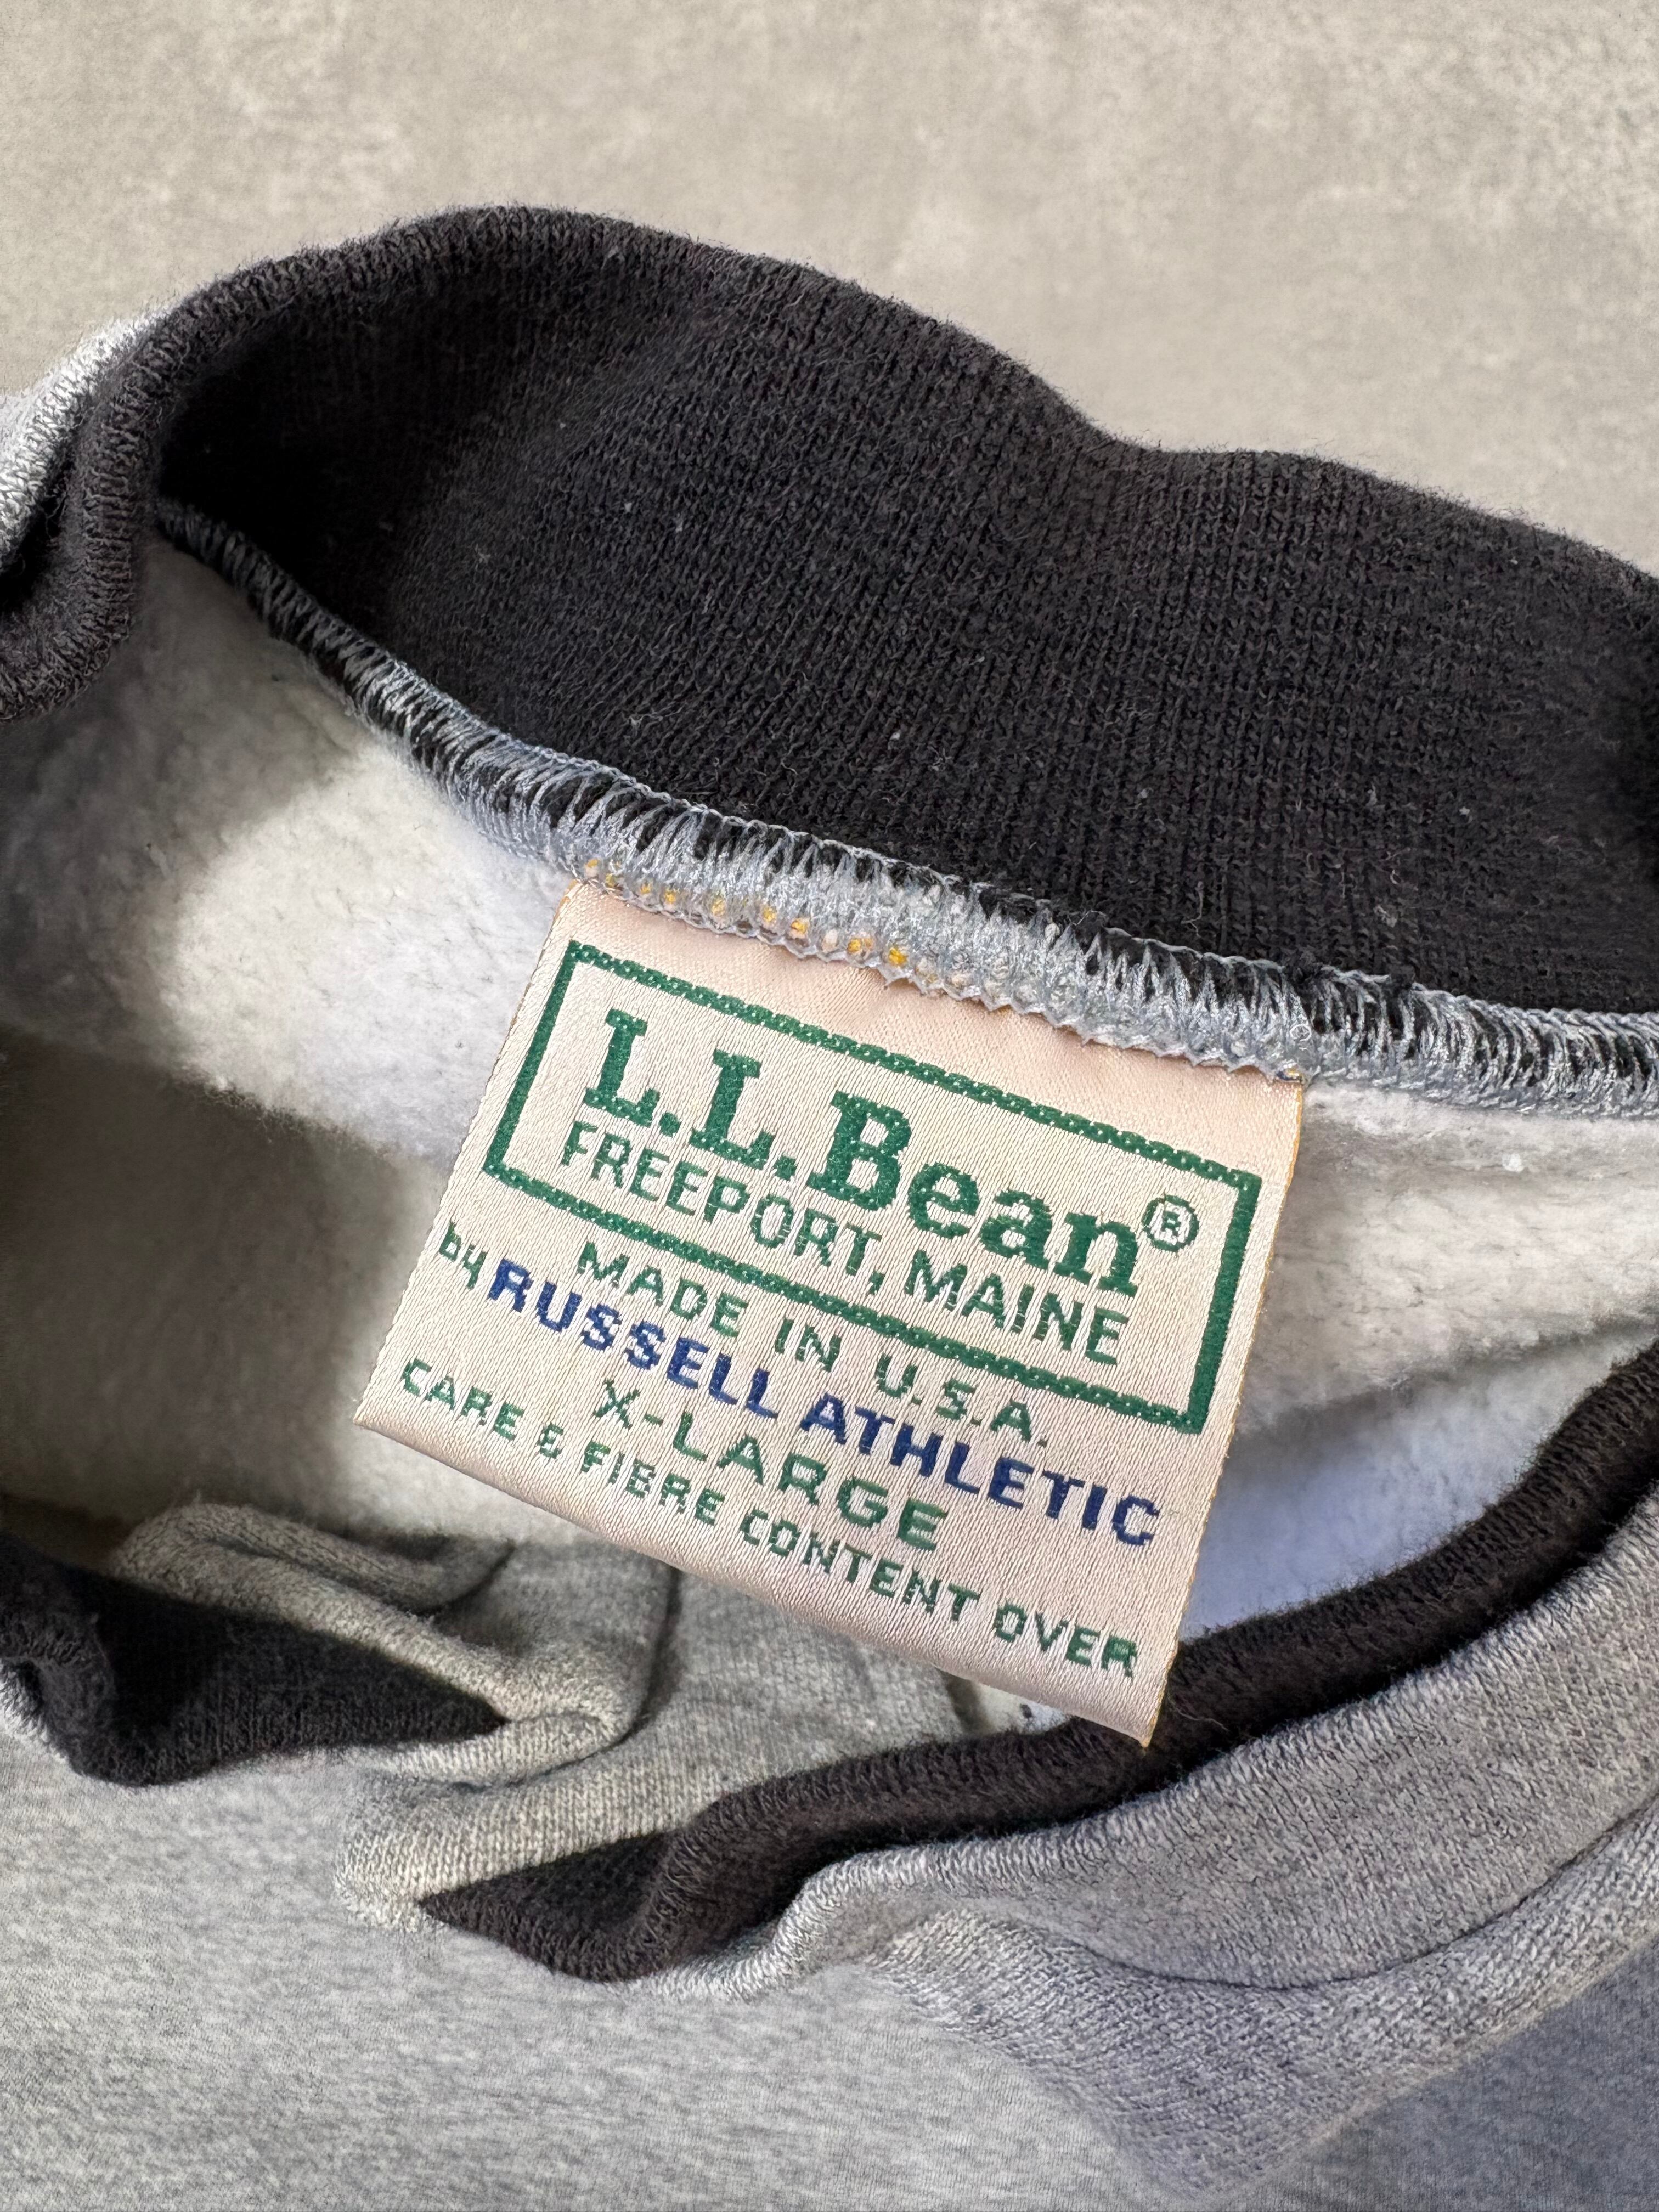 L.L.Bean®
FREEPORT, MAINE
MADE IN U.S.A.
by RUSSELL ATHLETIC
X-LARGE
CARE & FIBRE CONTENT OVER